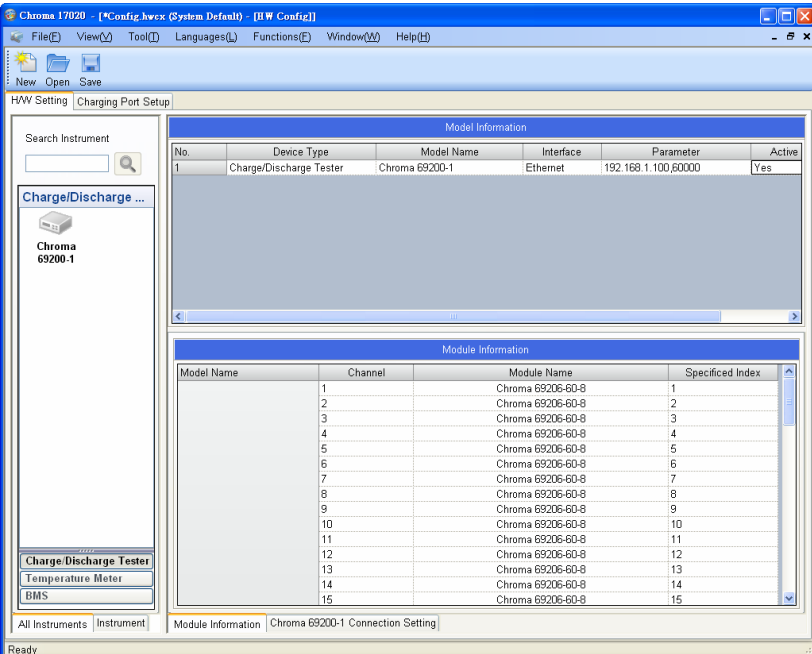 Chroma 17020 - [*Config.hwcx (System Default) - [HW Config]]
File(F) View(V) Tool(T) Languages(L) Functions(F) Window(W) Help(H)
New Open Save
H/W Setting Charging Port Setup
Search Instrument
Charge/Discharge ...
Chroma
69200-1
Charge/Discharge Tester
Temperature Meter
BMS
All Instruments Instrument
Model Information
No. Device Type Model Name Interface Parameter Active
1 Charge/Discharge Tester Chroma 69200-1 Ethernet 192.168.1.100,60000 Yes
Module Information
Model Name Channel Module Name Specificed Index
1 Chroma 69206-60-8 1
2 Chroma 69206-60-8 2
3 Chroma 69206-60-8 3
4 Chroma 69206-60-8 4
5 Chroma 69206-60-8 5
6 Chroma 69206-60-8 6
7 Chroma 69206-60-8 7
8 Chroma 69206-60-8 8
9 Chroma 69206-60-8 9
10 Chroma 69206-60-8 10
11 Chroma 69206-60-8 11
12 Chroma 69206-60-8 12
13 Chroma 69206-60-8 13
14 Chroma 69206-60-8 14
15 Chroma 69206-60-8 15
Module Information Chroma 69200-1 Connection Setting
Ready